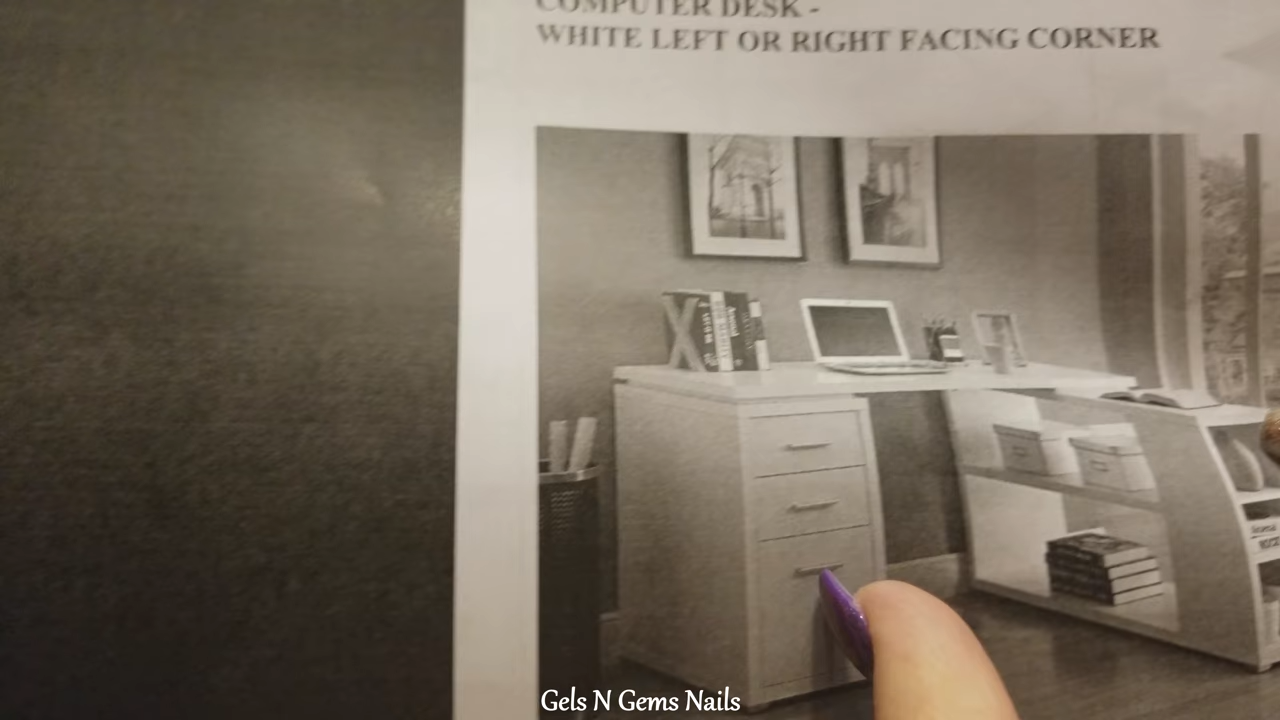 COMPUTER DESK -
WHITE LEFT OR RIGHT FACING CORNER
Gels N Gems Nails